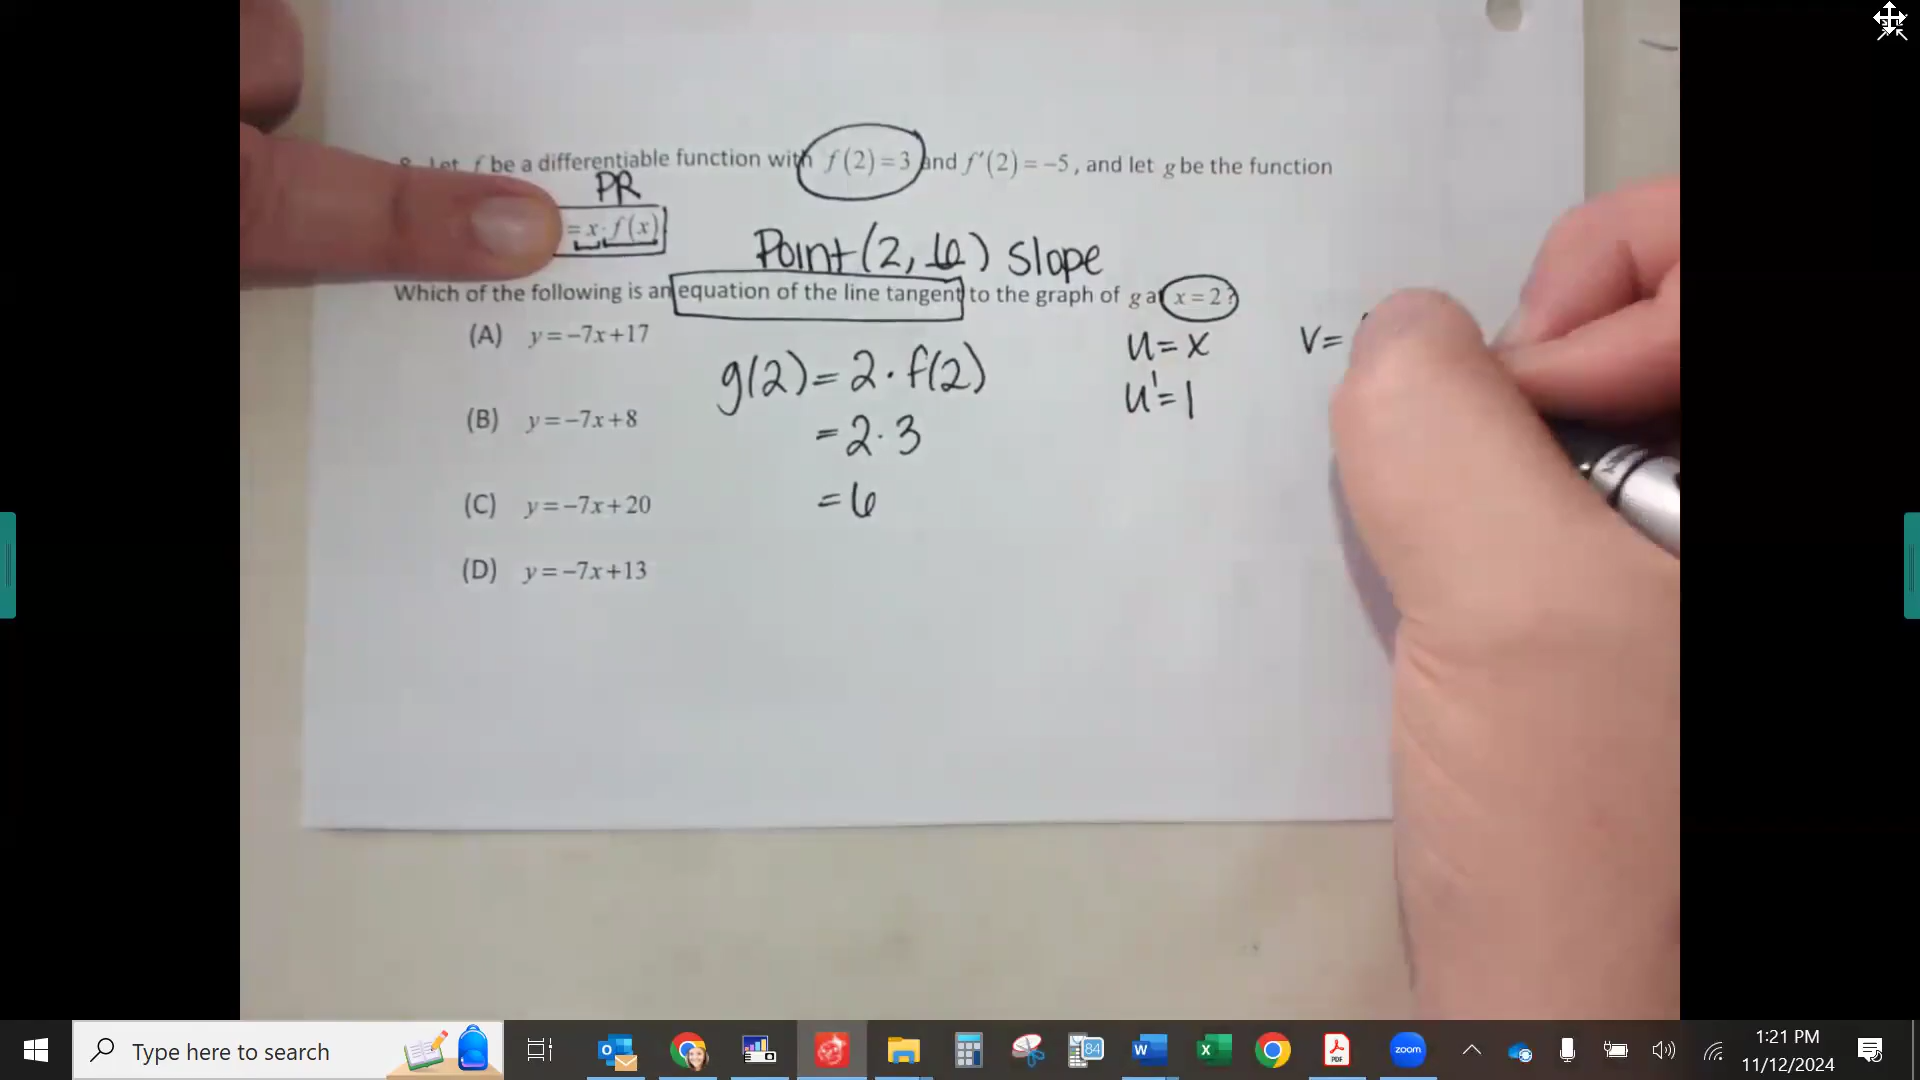 8. Let f be a differentiable function with f(2)=3 and f′(2)=−5, and let g be the function
PR
= x·f(x)
Point (2, 6) slope
Which of the following is an equation of the line tangent to the graph of g at x=2?
(A) y=−7x+17
(B) y=−7x+8
(C) y=−7x+20
(D) y=−7x+13
g(2)= 2·f(2)
= 2·3
= 6
u= x
u'= 1
v=
Type here to search
84
zoom
1:21 PM
11/12/2024